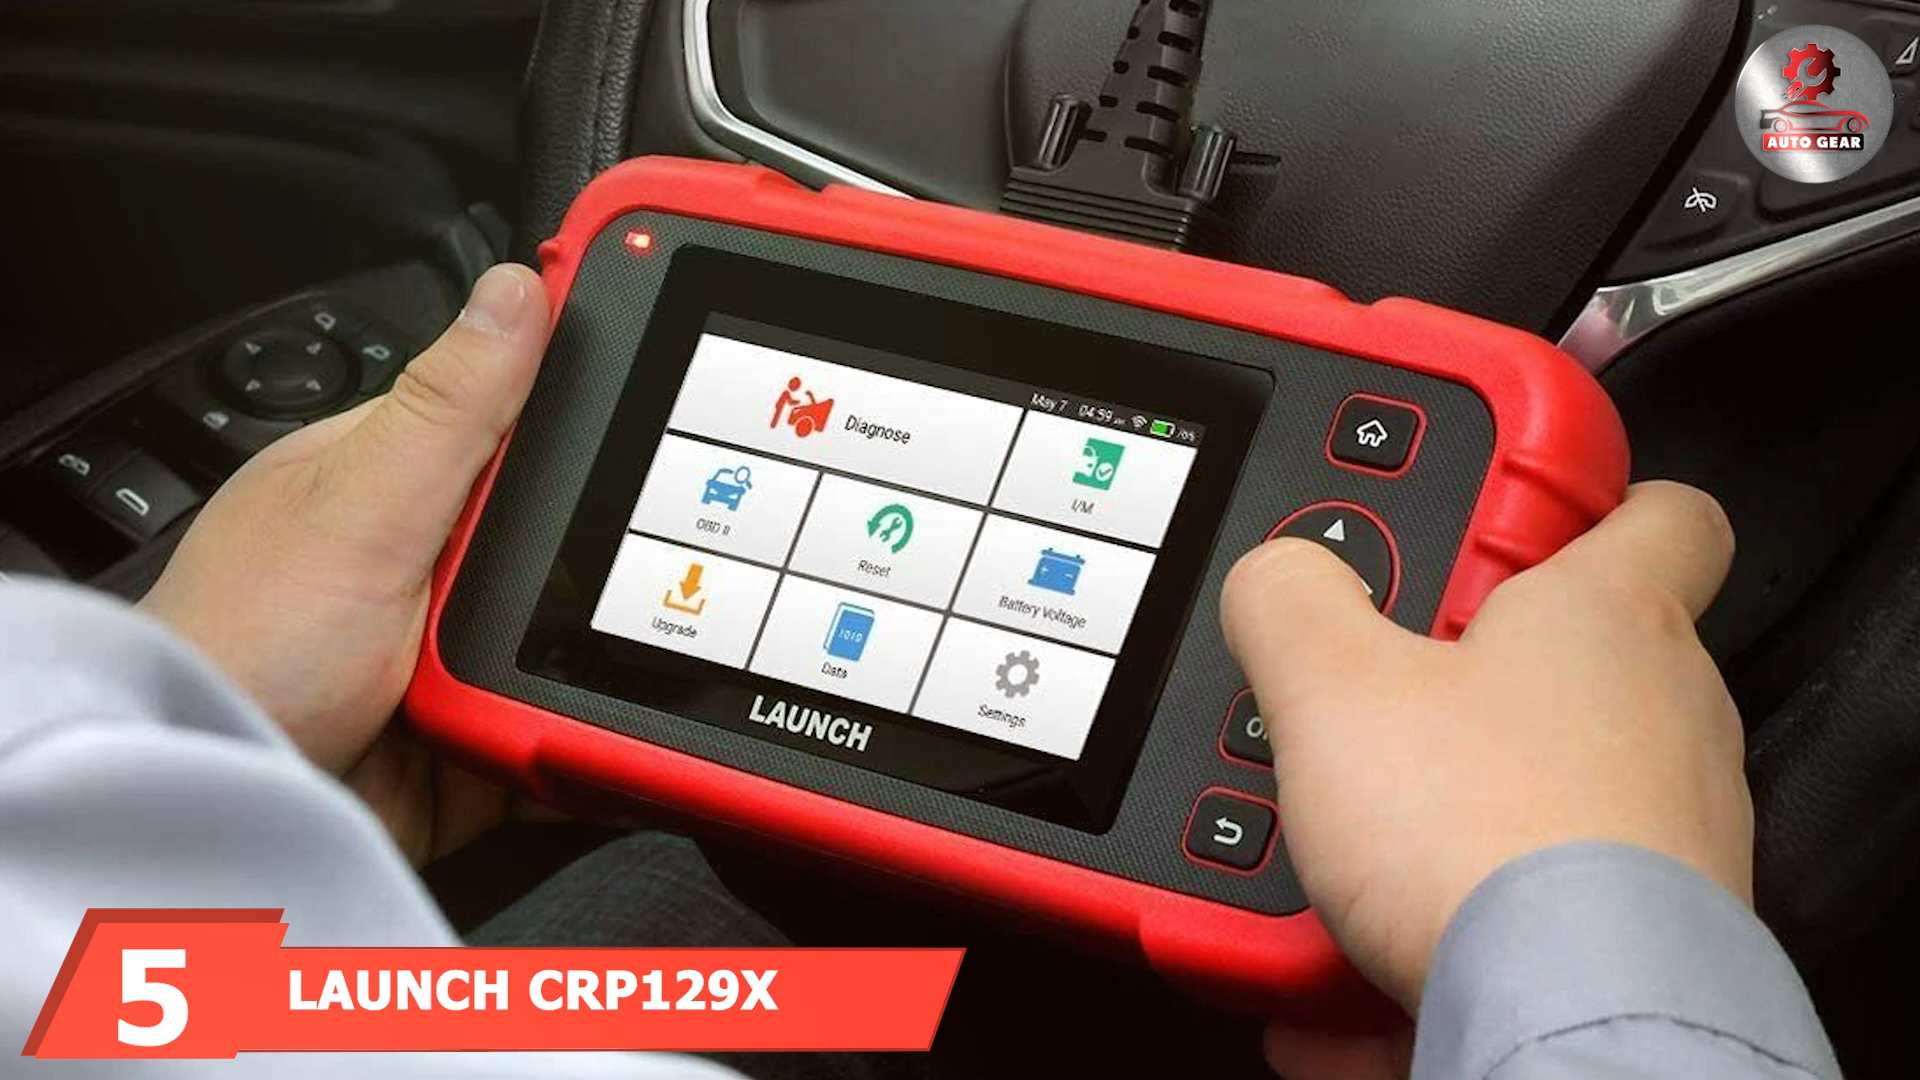 AUTO GEAR
May 7 04:59
Diagnose
I/M
OBD II
Reset
Battery Voltage
Upgrade
1010
Data
Settings
LAUNCH
5
LAUNCH CRP129X